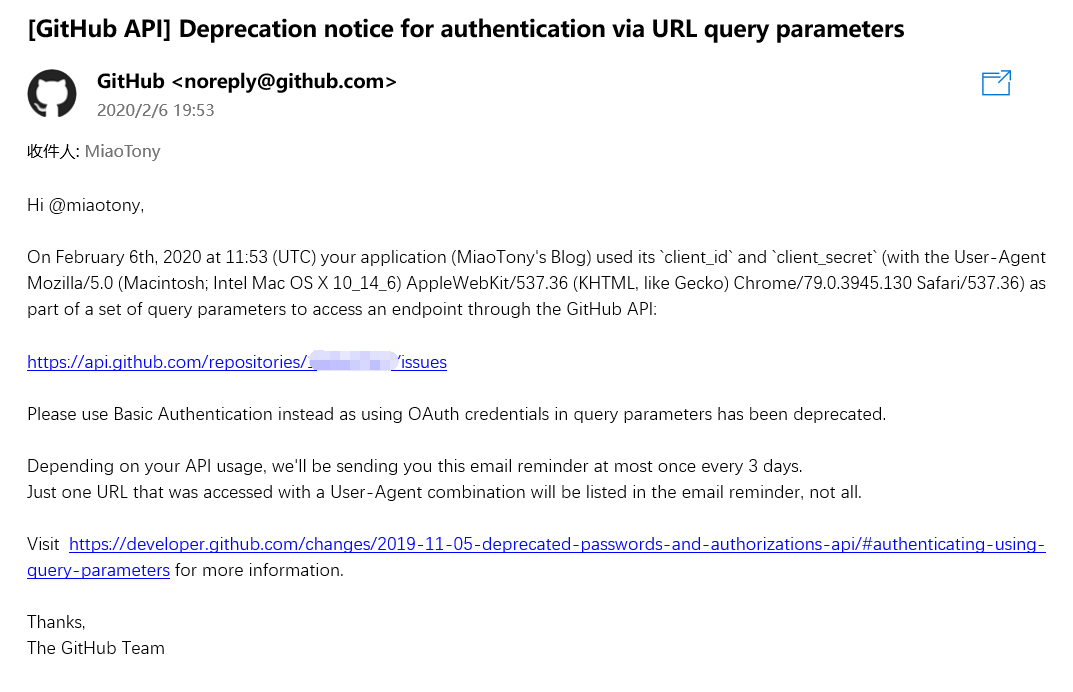 [GitHub API] Deprecation notice for authentication via URL query parameters
GitHub <noreply@github.com>
2020/2/6 19:53
收件人: MiaoTony
Hi @miaotony,
On February 6th, 2020 at 11:53 (UTC) your application (MiaoTony's Blog) used its `client_id` and `client_secret` (with the User-Agent
Mozilla/5.0 (Macintosh; Intel Mac OS X 10_14_6) AppleWebKit/537.36 (KHTML, like Gecko) Chrome/79.0.3945.130 Safari/537.36) as
part of a set of query parameters to access an endpoint through the GitHub API:
https://api.github.com/repositories/ /issues
Please use Basic Authentication instead as using OAuth credentials in query parameters has been deprecated.
Depending on your API usage, we'll be sending you this email reminder at most once every 3 days.
Just one URL that was accessed with a User-Agent combination will be listed in the email reminder, not all.
Visit https://developer.github.com/changes/2019-11-05-deprecated-passwords-and-authorizations-api/#authenticating-using-
query-parameters for more information.
Thanks,
The GitHub Team